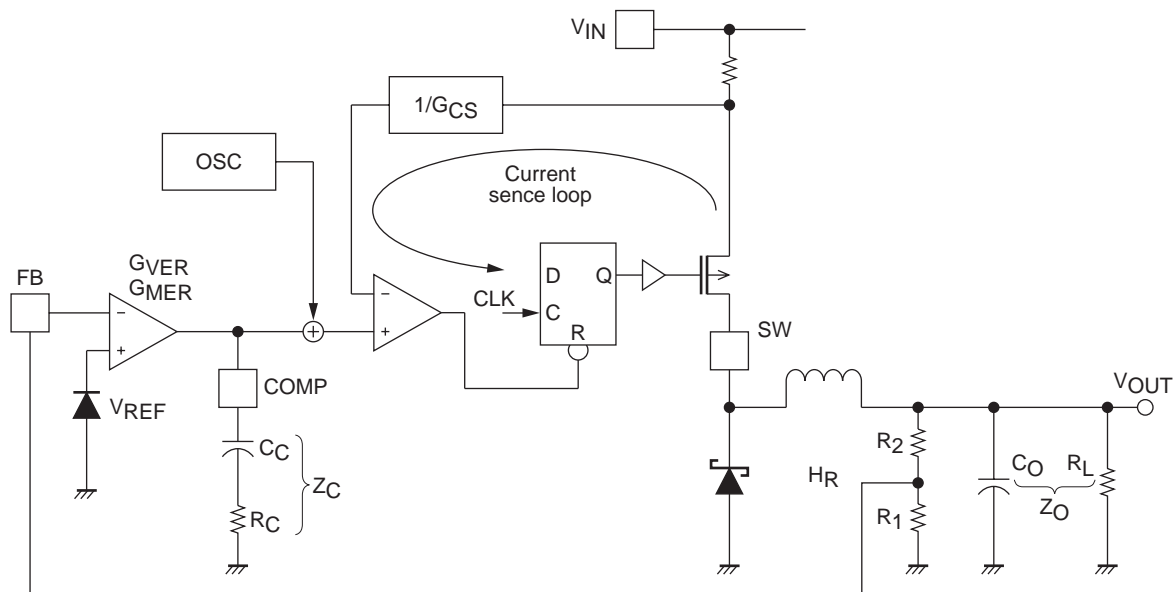 VIN
1/GCS
OSC
Current
sence loop
FB
GVER
GMER
−
+
VREF
COMP
CC
RC
ZC
+
−
+
CLK
D
Q
C
R
SW
VOUT
HR
R2
R1
CO
RL
ZO